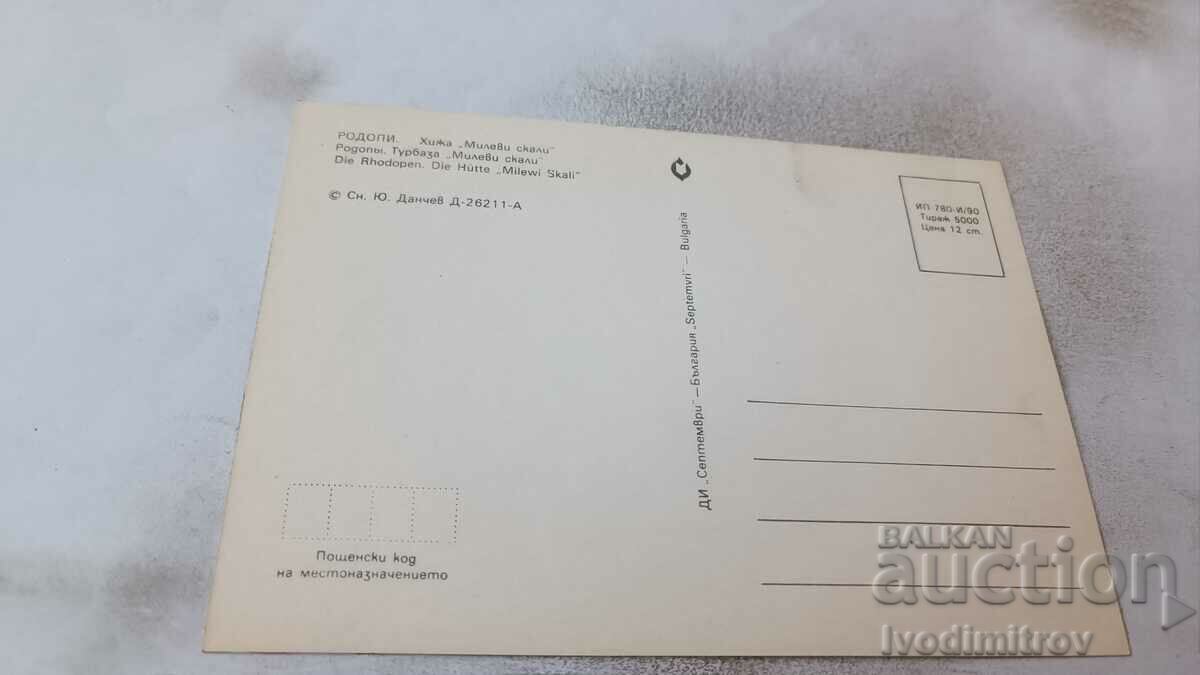 РОДОПИ. Хижа „Милеви скали"
Родопы. Турбаза „Милеви скали"
Die Rhodopen. Die Hütte „Milewi Skali"
© Сн. Ю. Данчев Д-26211-А
ИП 780-И/90
Тираж 5000
Цена 12 ст.
ДИ „Септември" — България „Septemvri" — Bulgaria
Пощенски код
на местоназначението
BALKAN
auction
Ivodimitrov